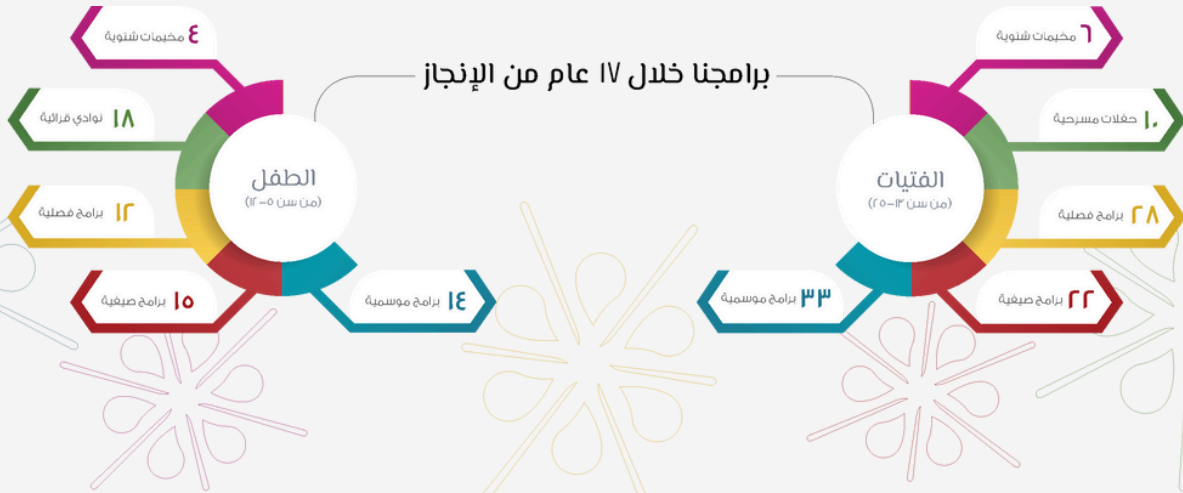 برامجنا خلال ١٧ عام من الإنجاز
الفتيات
(من سن ١٣-٢٥)
٦ مخيمات شتوية
١٠ حفلات مسرحية
٢٨ برامج فصلية
٢٢ برامج صيفية
٣٣ برامج موسمية
الطفل
(من سن ٥-١٢)
٤ مخيمات شتوية
١٨ نوادي قرائية
١٢ برامج فصلية
١٥ برامج صيفية
١٤ برامج موسمية